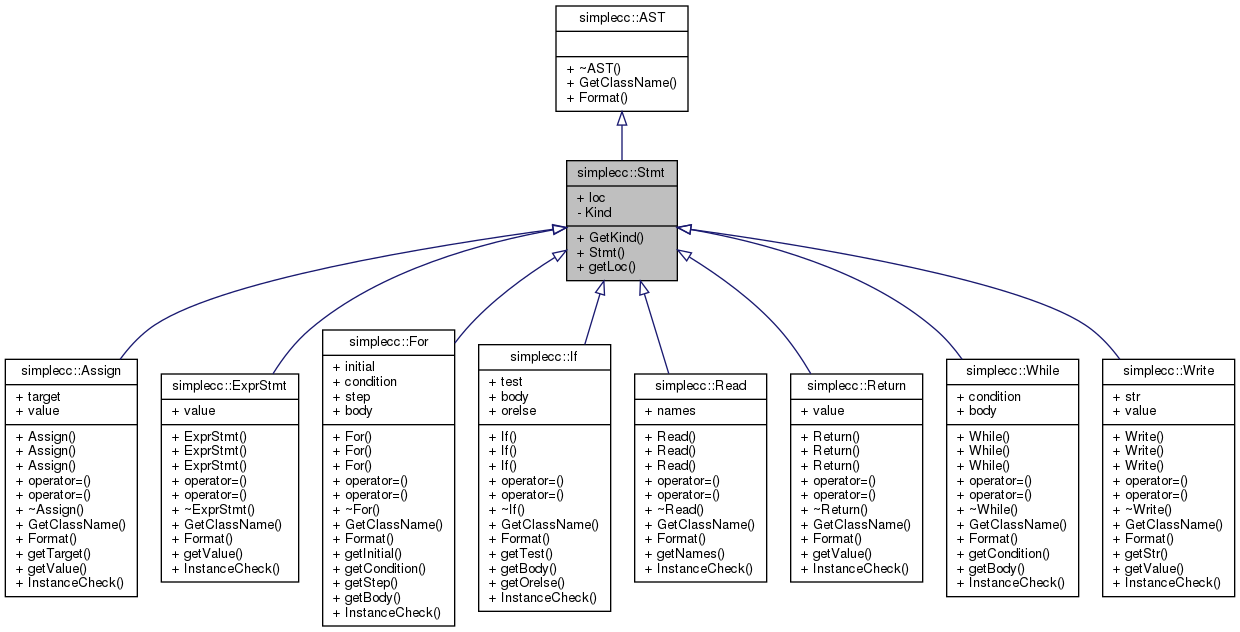 simplecc::AST
+ ~AST()
+ GetClassName()
+ Format()
simplecc::Stmt
+ loc
- Kind
+ GetKind()
+ Stmt()
+ getLoc()
simplecc::Assign
+ target
+ value
+ Assign()
+ Assign()
+ Assign()
+ operator=()
+ operator=()
+ ~Assign()
+ GetClassName()
+ Format()
+ getTarget()
+ getValue()
+ InstanceCheck()
simplecc::ExprStmt
+ value
+ ExprStmt()
+ ExprStmt()
+ ExprStmt()
+ operator=()
+ operator=()
+ ~ExprStmt()
+ GetClassName()
+ Format()
+ getValue()
+ InstanceCheck()
simplecc::For
+ initial
+ condition
+ step
+ body
+ For()
+ For()
+ For()
+ operator=()
+ operator=()
+ ~For()
+ GetClassName()
+ Format()
+ getInitial()
+ getCondition()
+ getStep()
+ getBody()
+ InstanceCheck()
simplecc::If
+ test
+ body
+ orelse
+ If()
+ If()
+ If()
+ operator=()
+ operator=()
+ ~If()
+ GetClassName()
+ Format()
+ getTest()
+ getBody()
+ getOrelse()
+ InstanceCheck()
simplecc::Read
+ names
+ Read()
+ Read()
+ Read()
+ operator=()
+ operator=()
+ ~Read()
+ GetClassName()
+ Format()
+ getNames()
+ InstanceCheck()
simplecc::Return
+ value
+ Return()
+ Return()
+ Return()
+ operator=()
+ operator=()
+ ~Return()
+ GetClassName()
+ Format()
+ getValue()
+ InstanceCheck()
simplecc::While
+ condition
+ body
+ While()
+ While()
+ While()
+ operator=()
+ operator=()
+ ~While()
+ GetClassName()
+ Format()
+ getCondition()
+ getBody()
+ InstanceCheck()
simplecc::Write
+ str
+ value
+ Write()
+ Write()
+ Write()
+ operator=()
+ operator=()
+ ~Write()
+ GetClassName()
+ Format()
+ getStr()
+ getValue()
+ InstanceCheck()